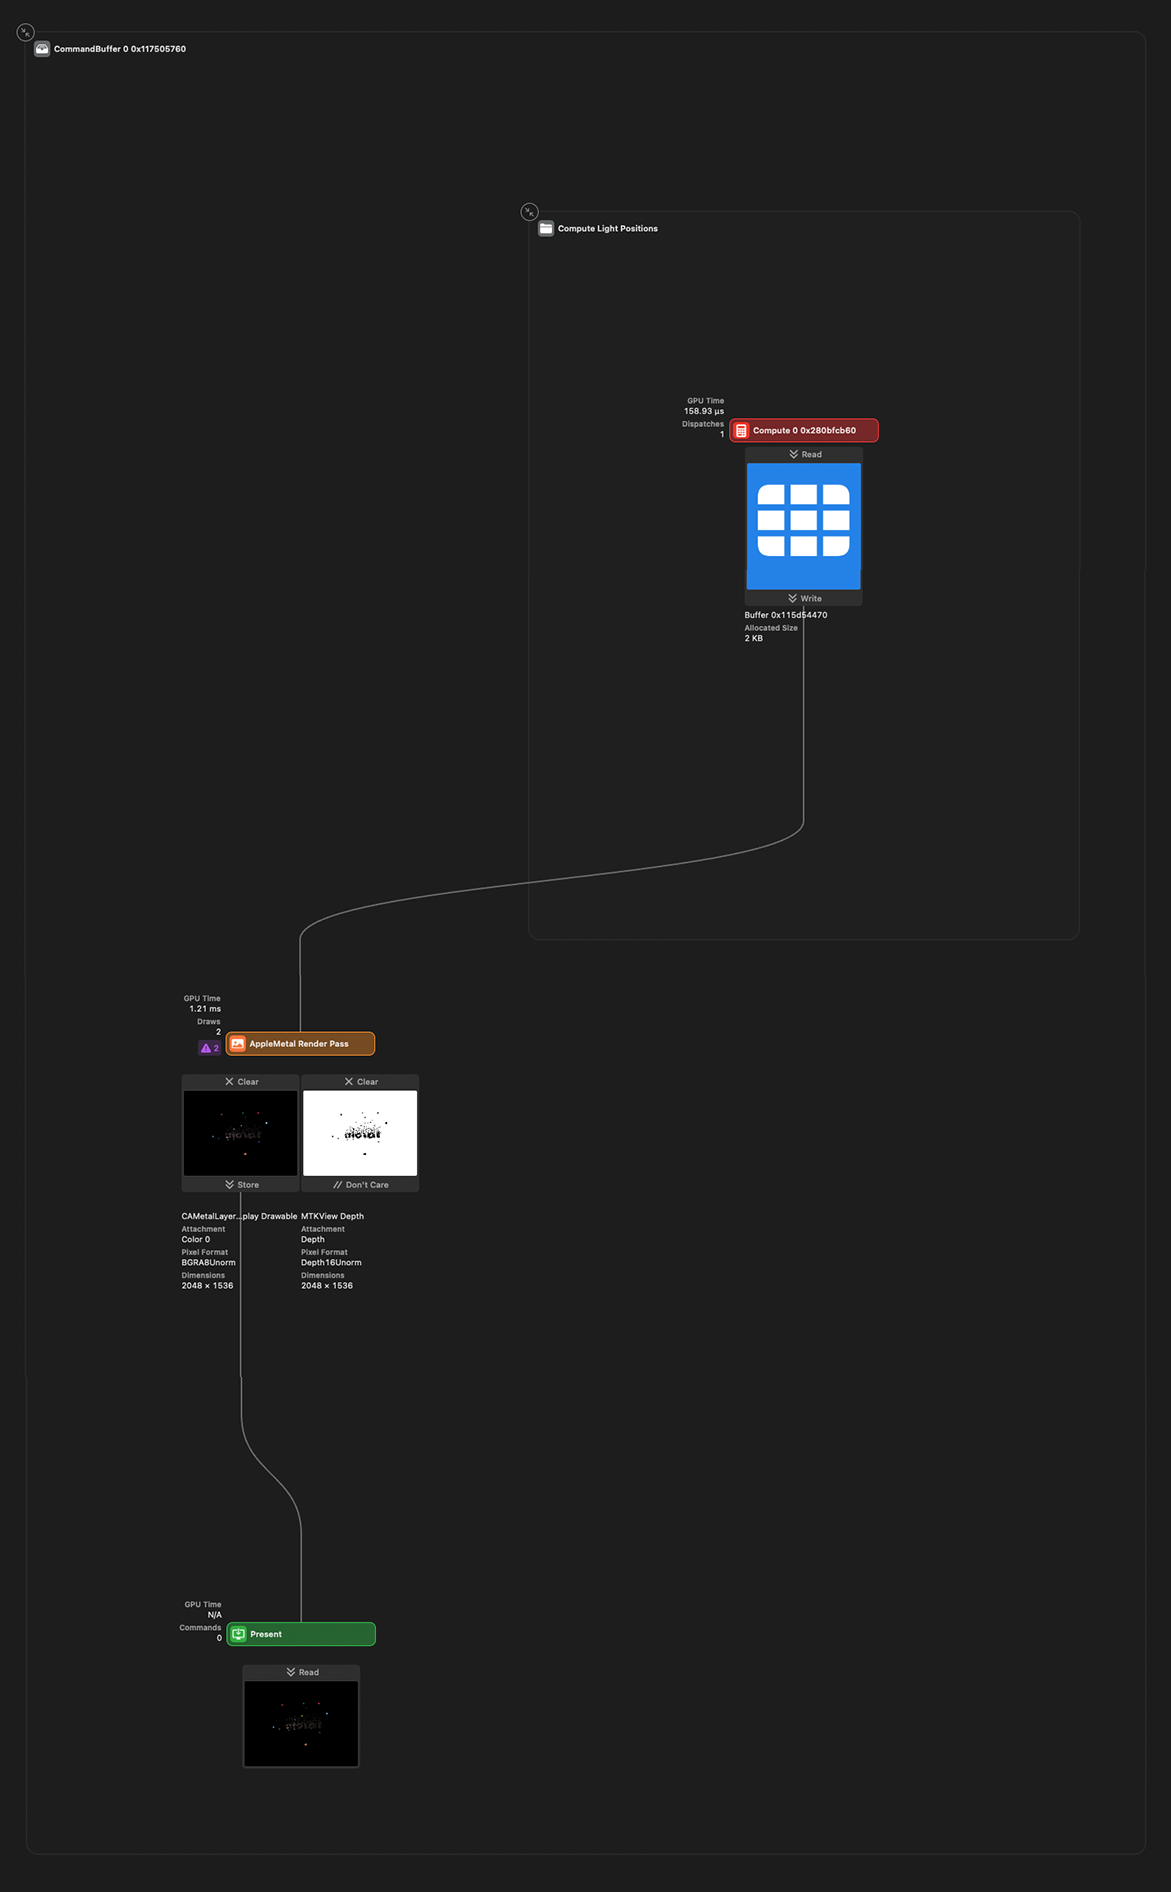 CommandBuffer 0 0x117505760
Compute Light Positions
GPU Time
158.93 µs
Dispatches
1
Compute 0 0x280bfcb60
Read
Write
Buffer 0x115d54470
Allocated Size
2 KB
GPU Time
1.21 ms
Draws
2
2
AppleMetal Render Pass
Clear
Clear
Store
Don't Care
CAMetalLayer...play Drawable
Attachment
Color 0
Pixel Format
BGRA8Unorm
Dimensions
2048 × 1536
MTKView Depth
Attachment
Depth
Pixel Format
Depth16Unorm
Dimensions
2048 × 1536
GPU Time
N/A
Commands
0
Present
Read